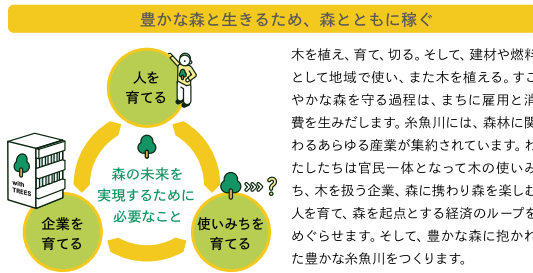 豊かな森と生きるため、森とともに稼ぐ
人を
育てる
with
TREES
森の未来を
実現するために
必要なこと
企業を
育てる
使いみちを
育てる
?
木を植え、育て、切る。そして、建材や燃料
として地域で使い、また木を植える。すこ
やかな森を守る過程は、まちに雇用と消
費を生みだします。糸魚川には、森林に関
わるあらゆる産業が集約されています。わ
たしたちは官民一体となって木の使いみ
ち、木を扱う企業、森に携わり森を楽しむ
人を育て、森を起点とする経済のループを
めぐらせます。そして、豊かな森に抱かれ
た豊かな糸魚川をつくります。